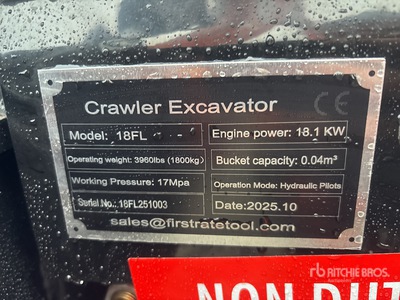 Crawler Excavator CE
Model: 18FL -
Engine power: 18.1 KW
Operating weight: 3960lbs (1800kg)
Bucket capacity: 0.04m³
Working Pressure: 17Mpa
Operation Mode: Hydraulic Pilots
Serial No.: 18FL251003
Date:2025.10
sales@firstratetool.com
rb RITCHIE BROS
NON DUT